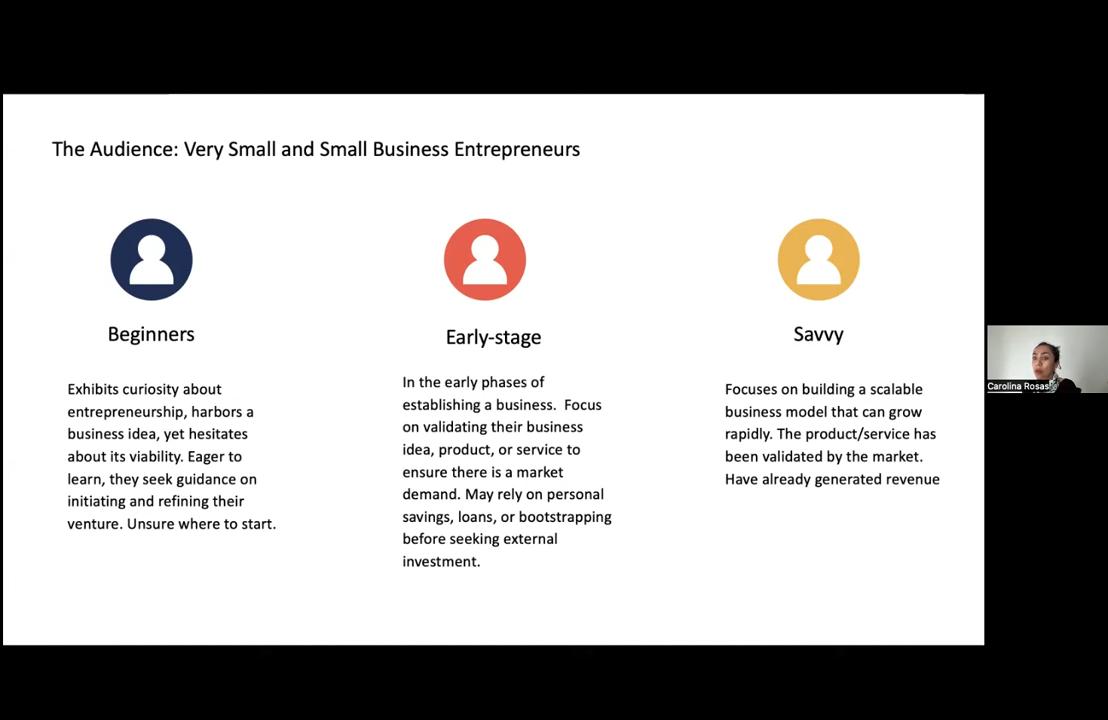 The Audience: Very Small and Small Business Entrepreneurs
Beginners
Exhibits curiosity about
entrepreneurship, harbors a
business idea, yet hesitates
about its viability. Eager to
learn, they seek guidance on
initiating and refining their
venture. Unsure where to start.
Early-stage
In the early phases of
establishing a business.  Focus
on validating their business
idea, product, or service to
ensure there is a market
demand. May rely on personal
savings, loans, or bootstrapping
before seeking external
investment.
Savvy
Focuses on building a scalable
business model that can grow
rapidly. The product/service has
been validated by the market.
Have already generated revenue
Carolina Rosas